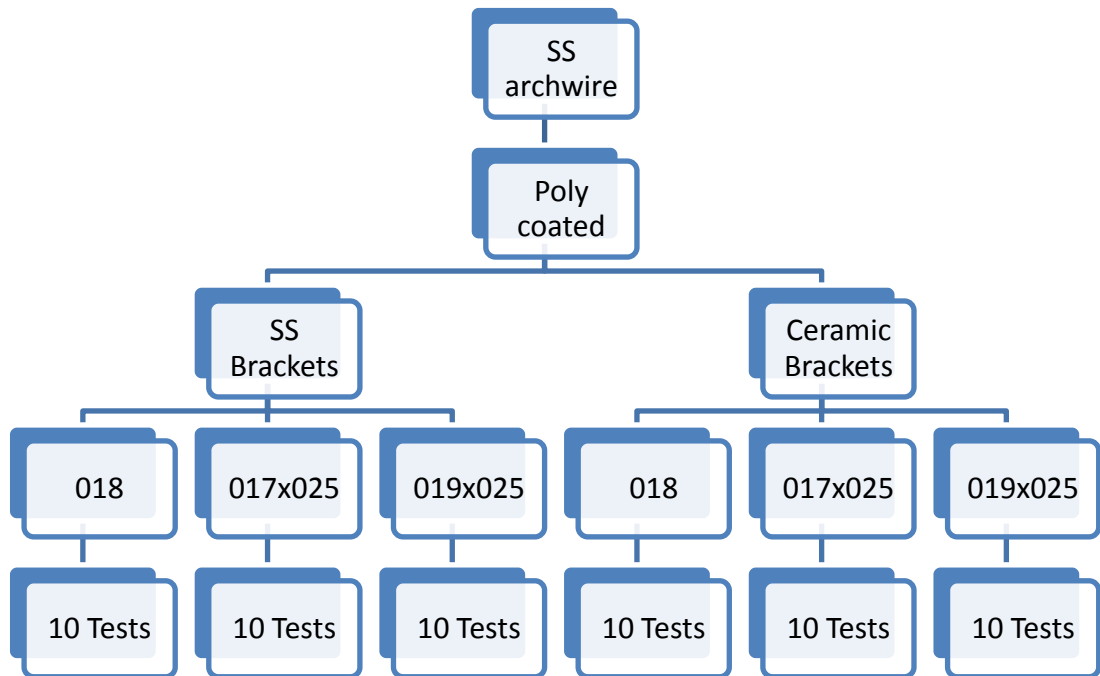 SS
archwire
Poly
coated
SS
Brackets
Ceramic
Brackets
018
017x025
019x025
018
017x025
019x025
10 Tests
10 Tests
10 Tests
10 Tests
10 Tests
10 Tests